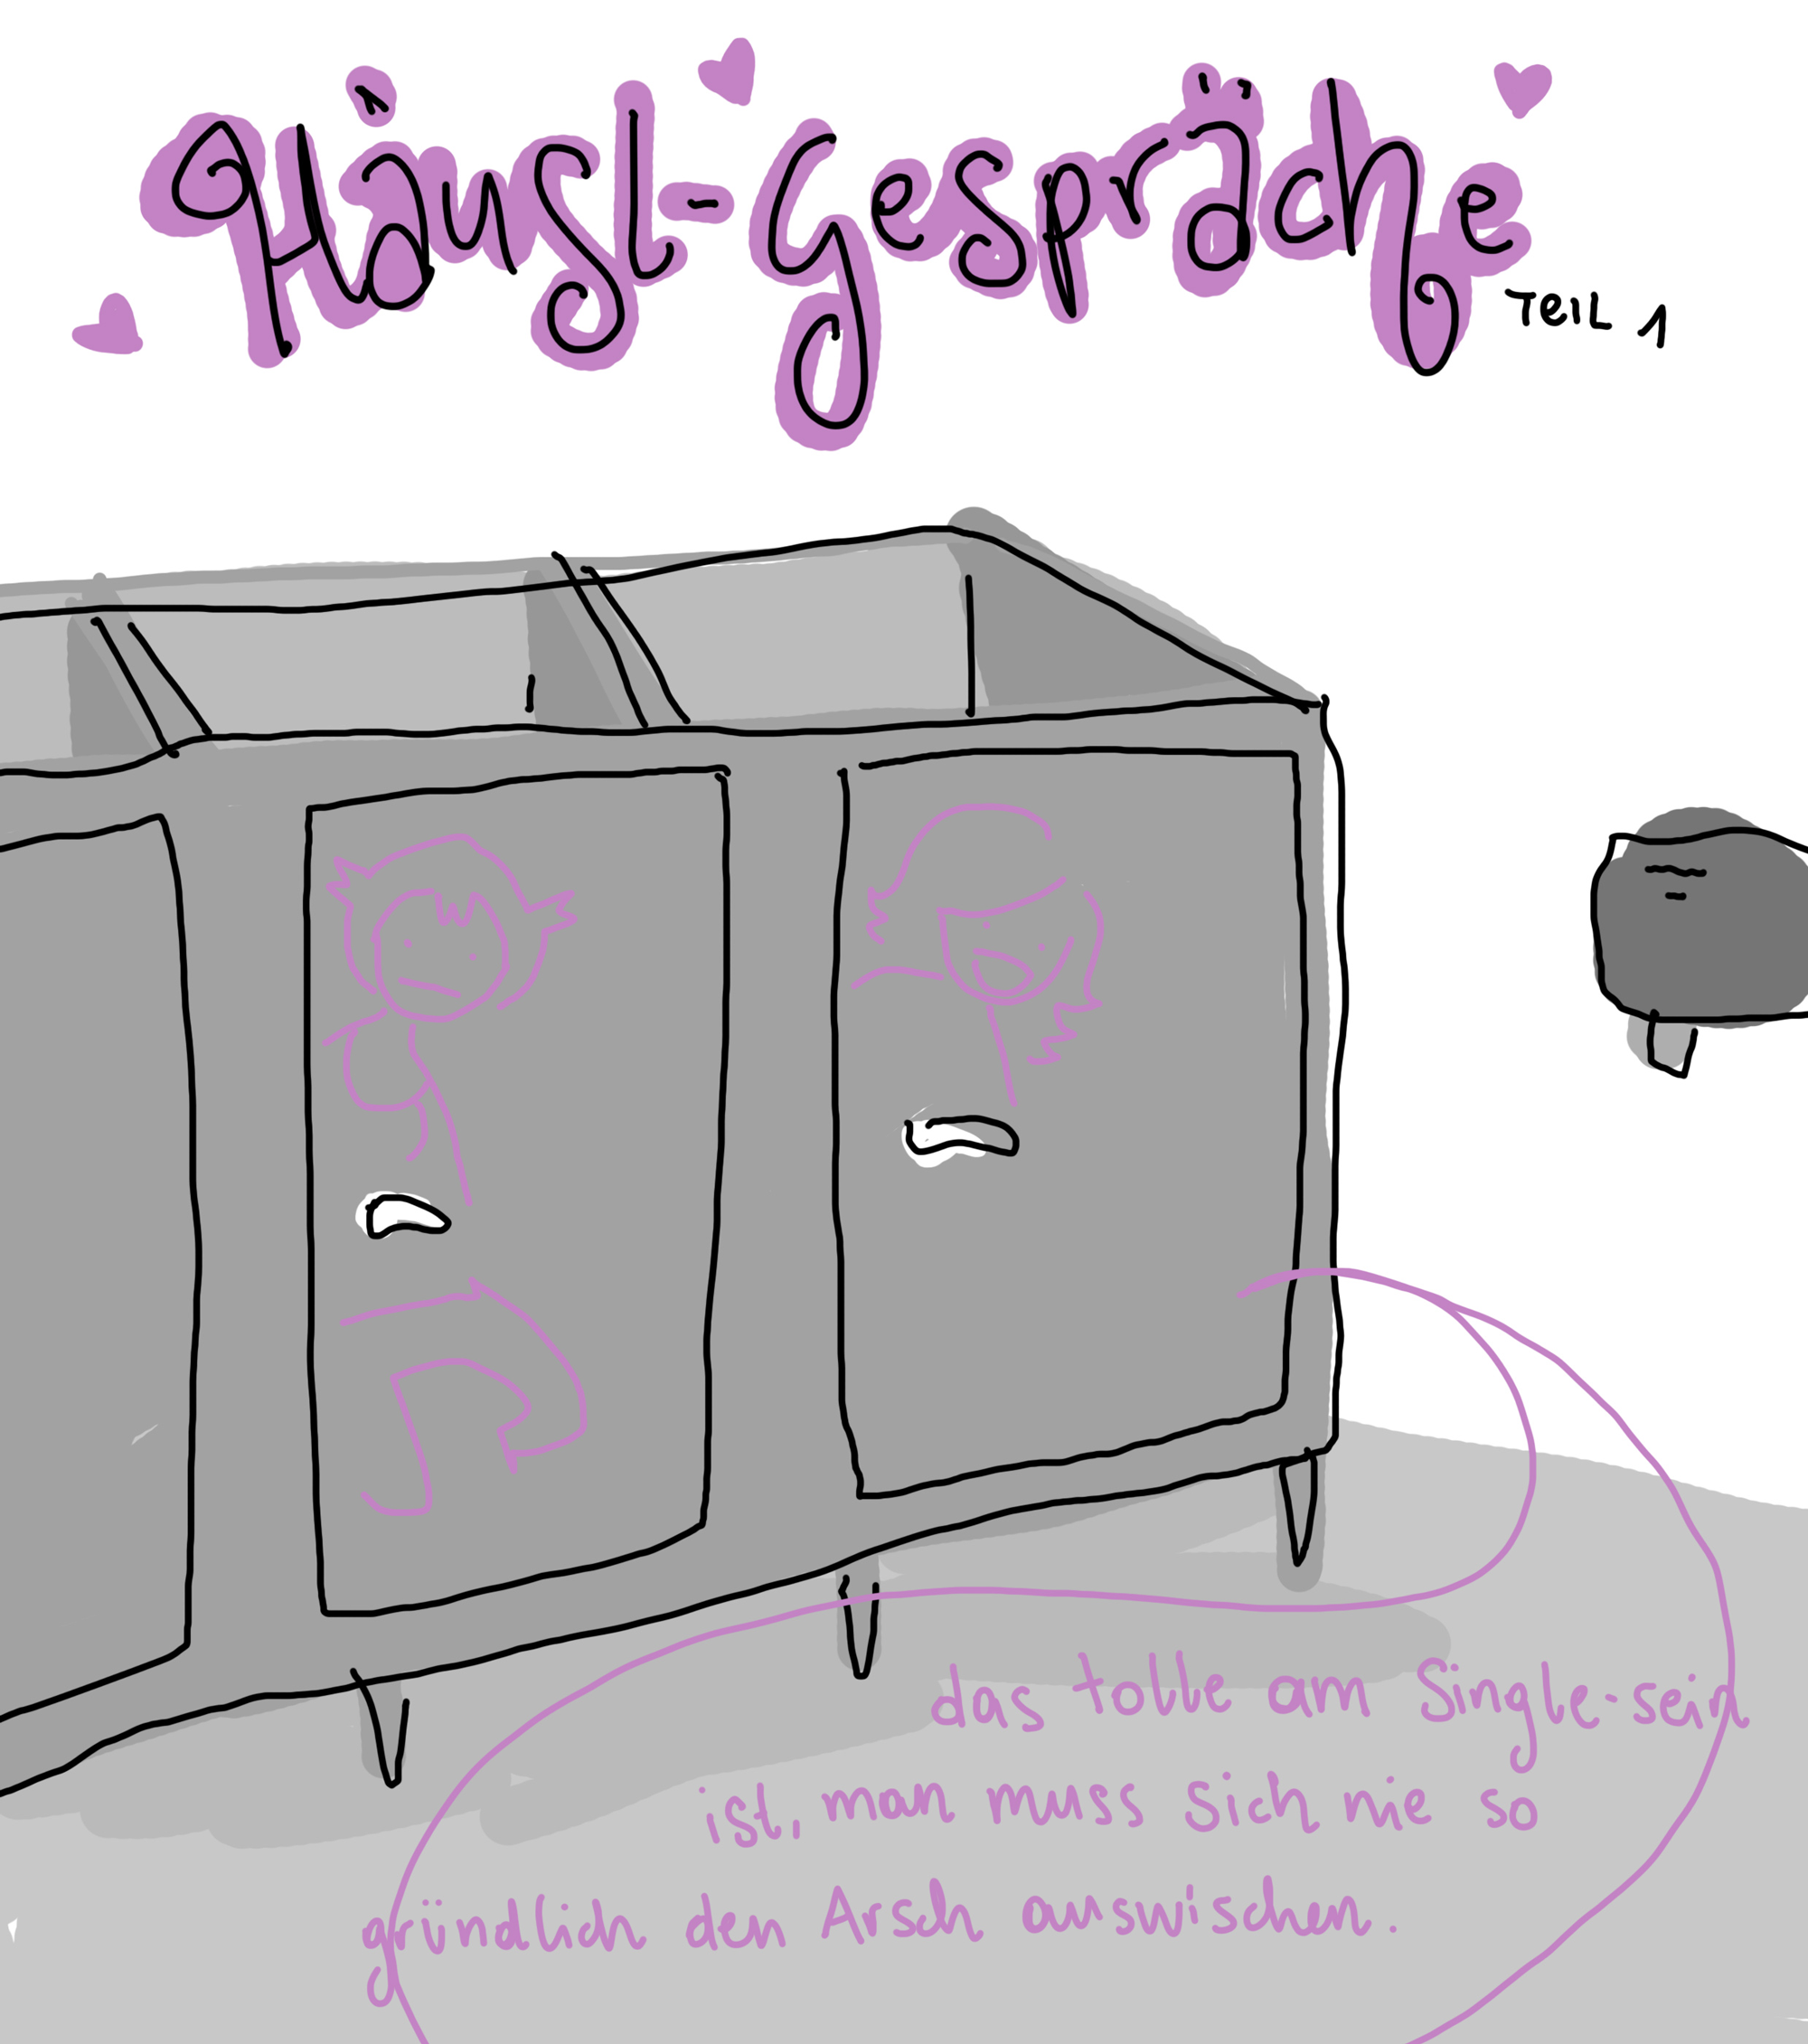 Häusl-gespräche
Teil 1
das tolle am Single-sein
ist, man muss sich nie so
gründlich den Arsch auswischen.